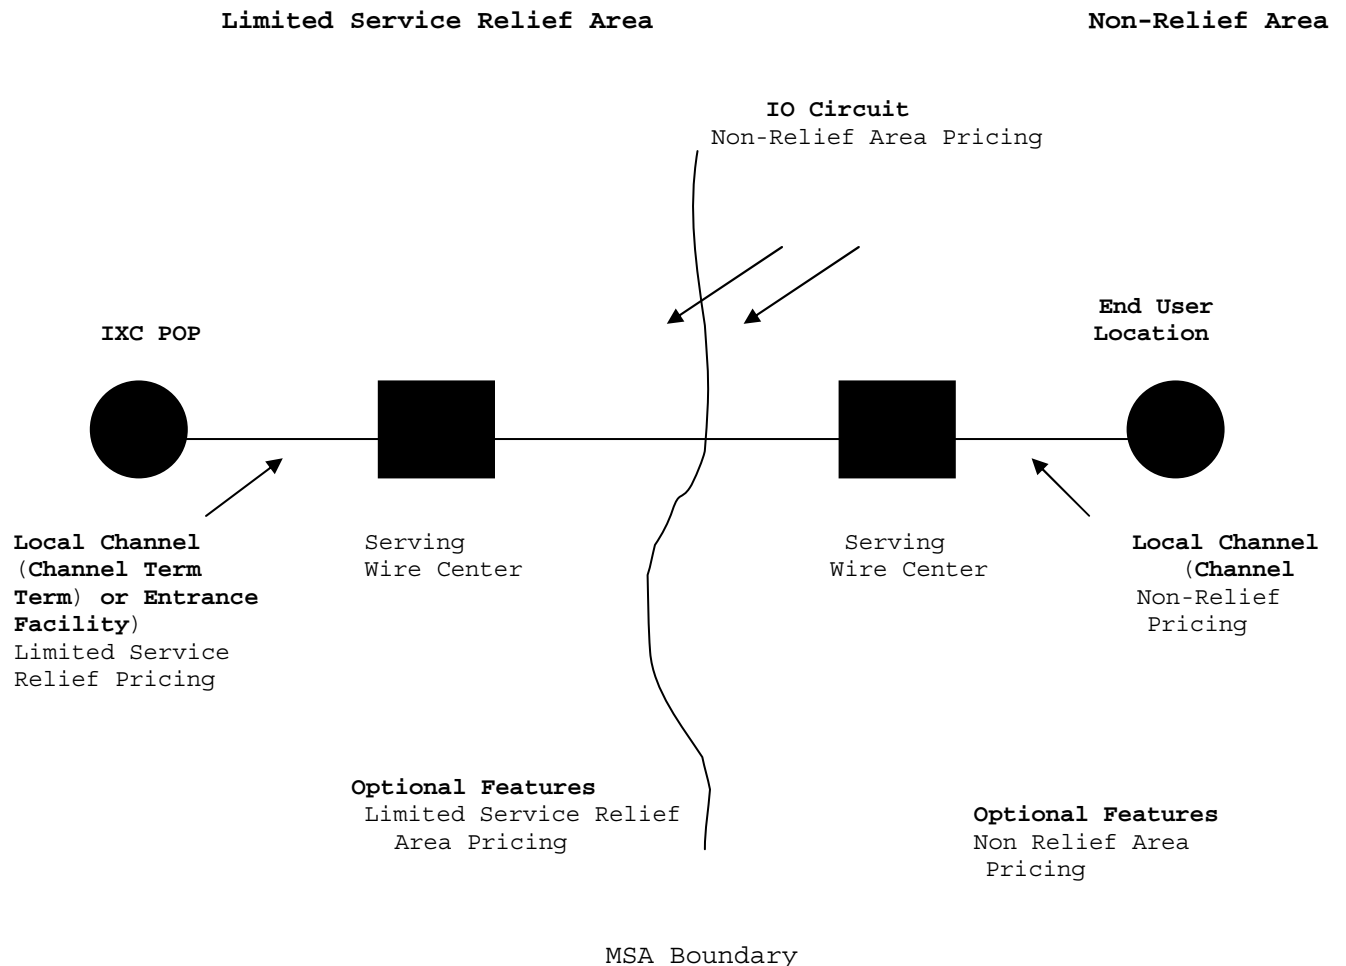 Limited Service Relief Area
Non-Relief Area
IO Circuit
Non-Relief Area Pricing
End User
Location
IXC POP
Local Channel
(Channel Term
Term) or Entrance
Facility)
Limited Service
Relief Pricing
Serving
Wire Center
Serving
Wire Center
Local Channel
(Channel
Non-Relief
Pricing
Optional Features
Limited Service Relief
Area Pricing
Optional Features
Non Relief Area
Pricing
MSA Boundary